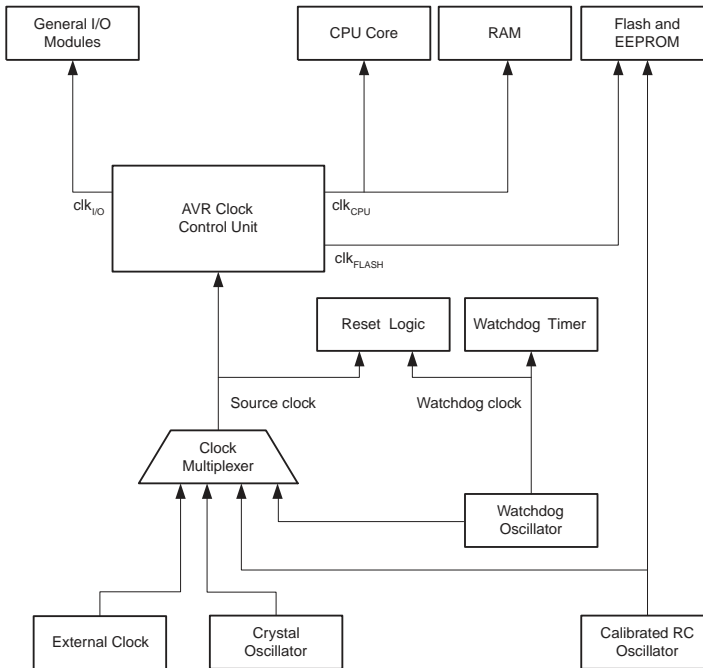 General I/O
Modules
CPU Core
RAM
Flash and
EEPROM
clkI/O
AVR Clock
Control Unit
clkCPU
clkFLASH
Reset Logic
Watchdog Timer
Source clock
Watchdog clock
Clock
Multiplexer
Watchdog
Oscillator
External Clock
Crystal
Oscillator
Calibrated RC
Oscillator